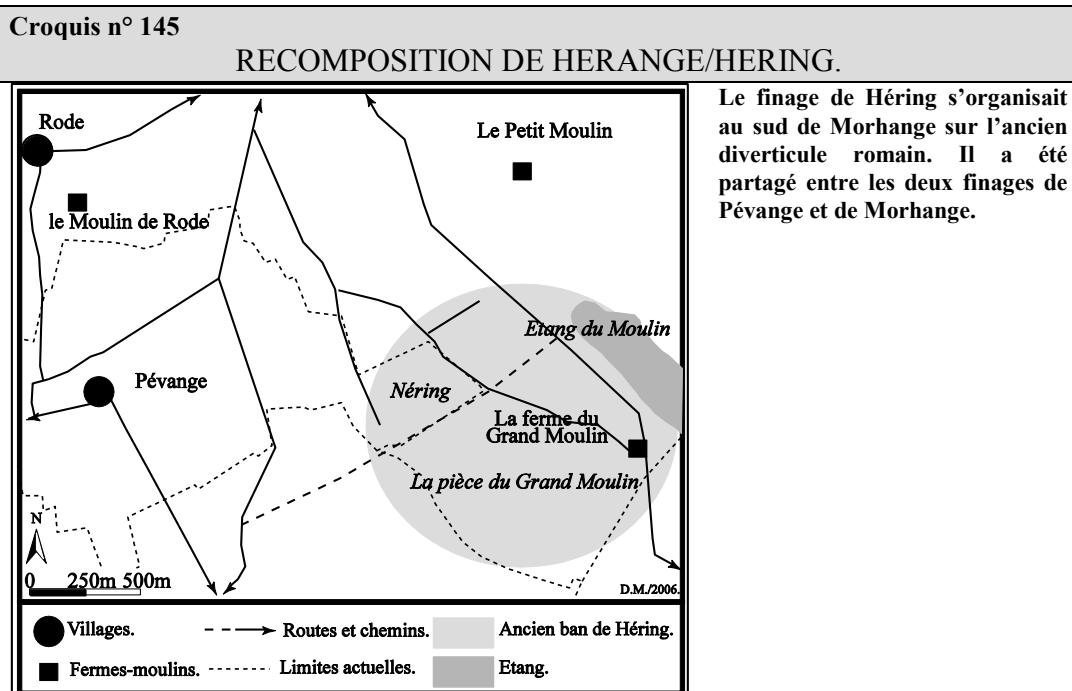 Croquis n° 145
RECOMPOSITION DE HERANGE/HERING.
Le finage de Héring s’organisait
au sud de Morhange sur l’ancien
diverticule romain. Il a été
partagé entre les deux finages de
Pévange et de Morhange.
Rode
Le Petit Moulin
le Moulin de Rode
Etang du Moulin
Pévange
Néring
La ferme du
Grand Moulin
La pièce du Grand Moulin
N
0 250m 500m
D.M./2006.
Villages.
Routes et chemins.
Ancien ban de Héring.
Fermes-moulins.
Limites actuelles.
Etang.